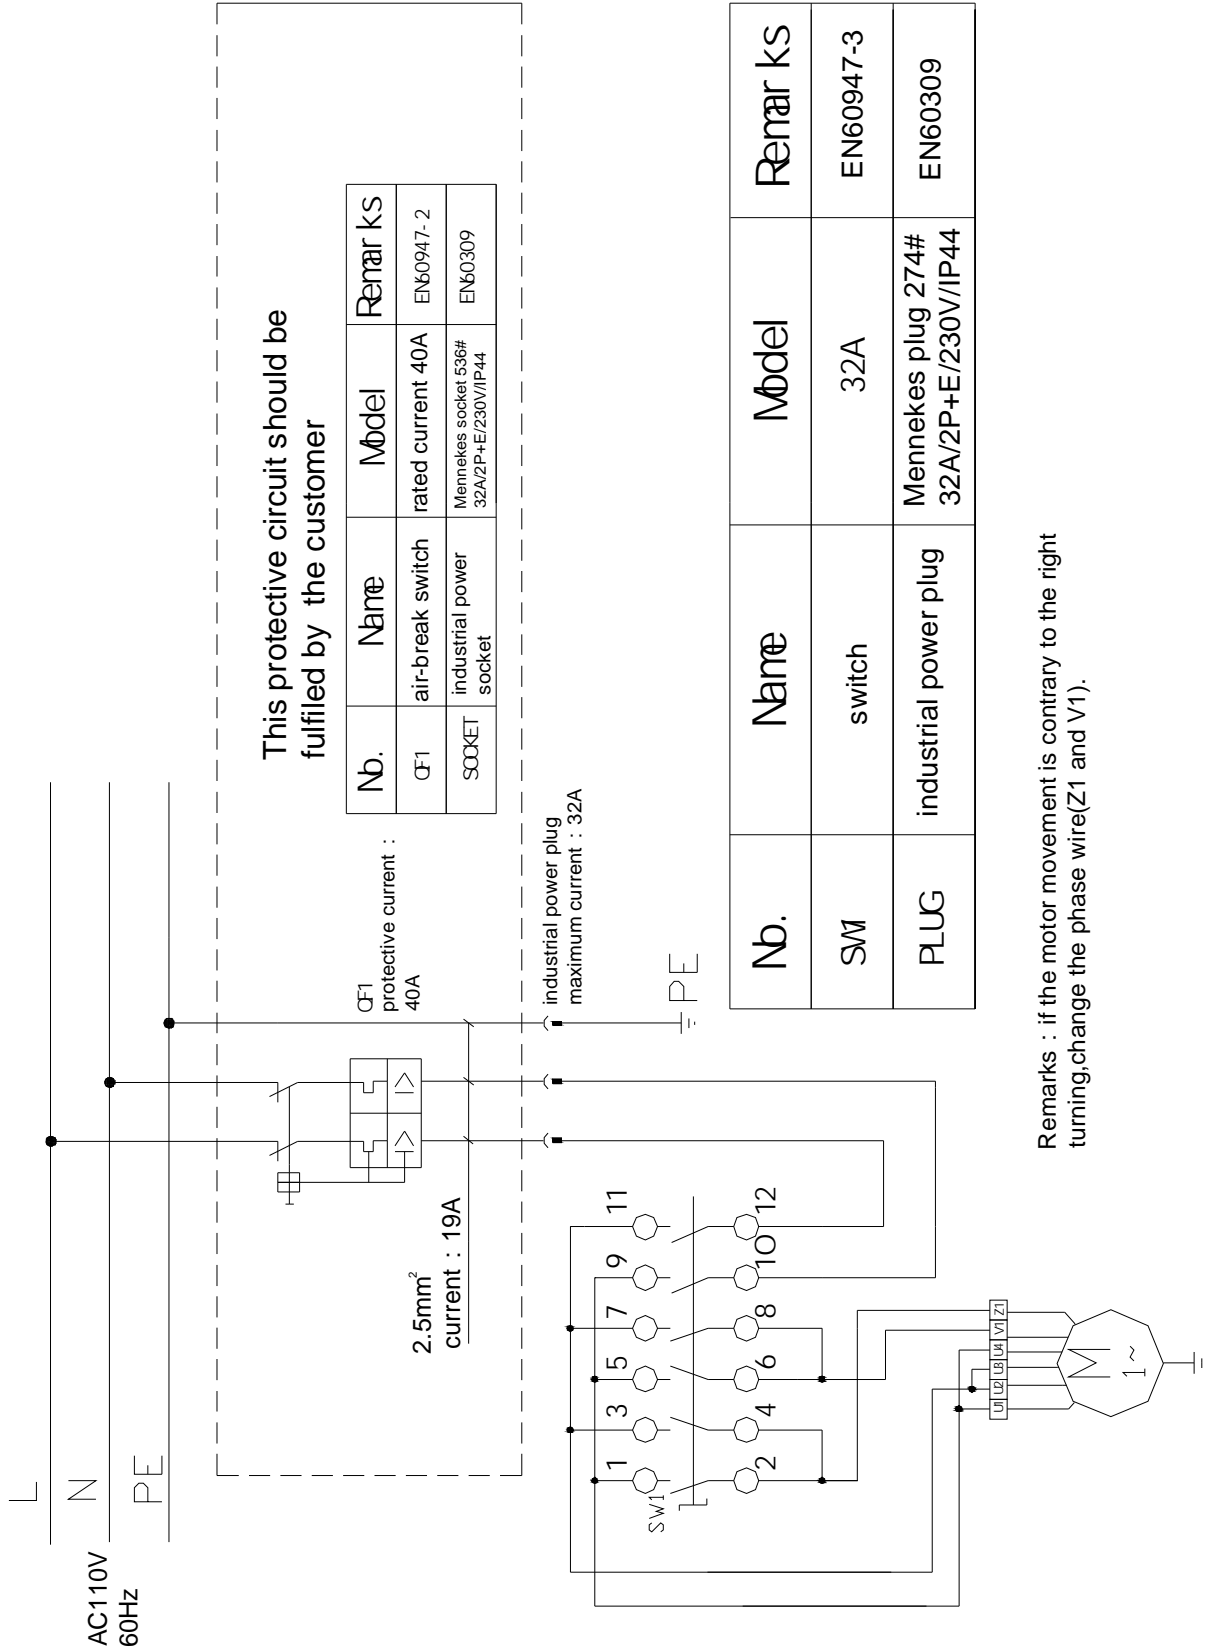 L
N
PE
AC110V
60Hz
This protective circuit should be
fulfiled by the customer
No. Name Model Remarks
QF1 air-break switch rated current 40A EN60947-2
SOCKET industrial power
socket Mennekes socket 536#
32A/2P+E/230V/IP44 EN60309
QF1
protective current :
40A
2.5mm²
current : 19A
industrial power plug
maximum current : 32A
PE
I> I>
SW1
1 3 5 7 9 11
2 4 6 8 10 12
U1 U2 U3 U4 V1 Z1
M
1~
No. Name Model Remarks
SW1 switch 32A EN60947-3
PLUG industrial power plug Mennekes plug 274#
32A/2P+E/230V/IP44 EN60309
Remarks : if the motor movement is contrary to the right
turning,change the phase wire(Z1 and V1).